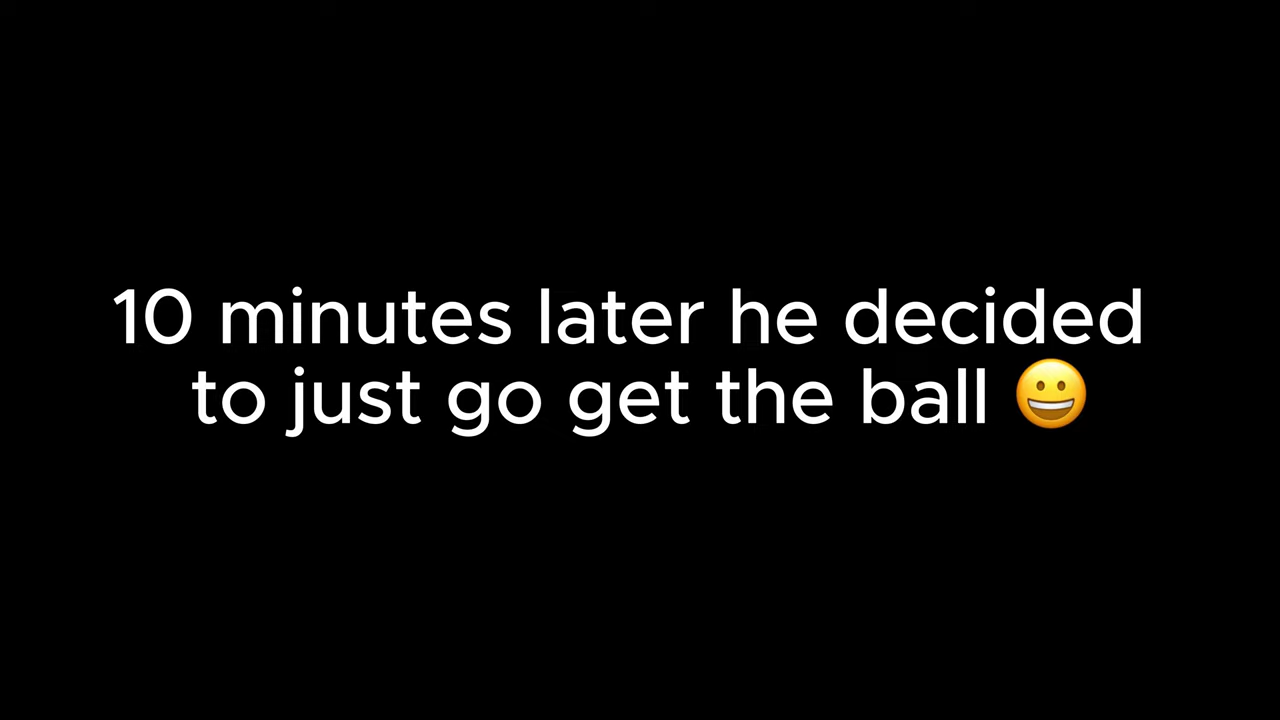 10 minutes later he decided
to just go get the ball 😀